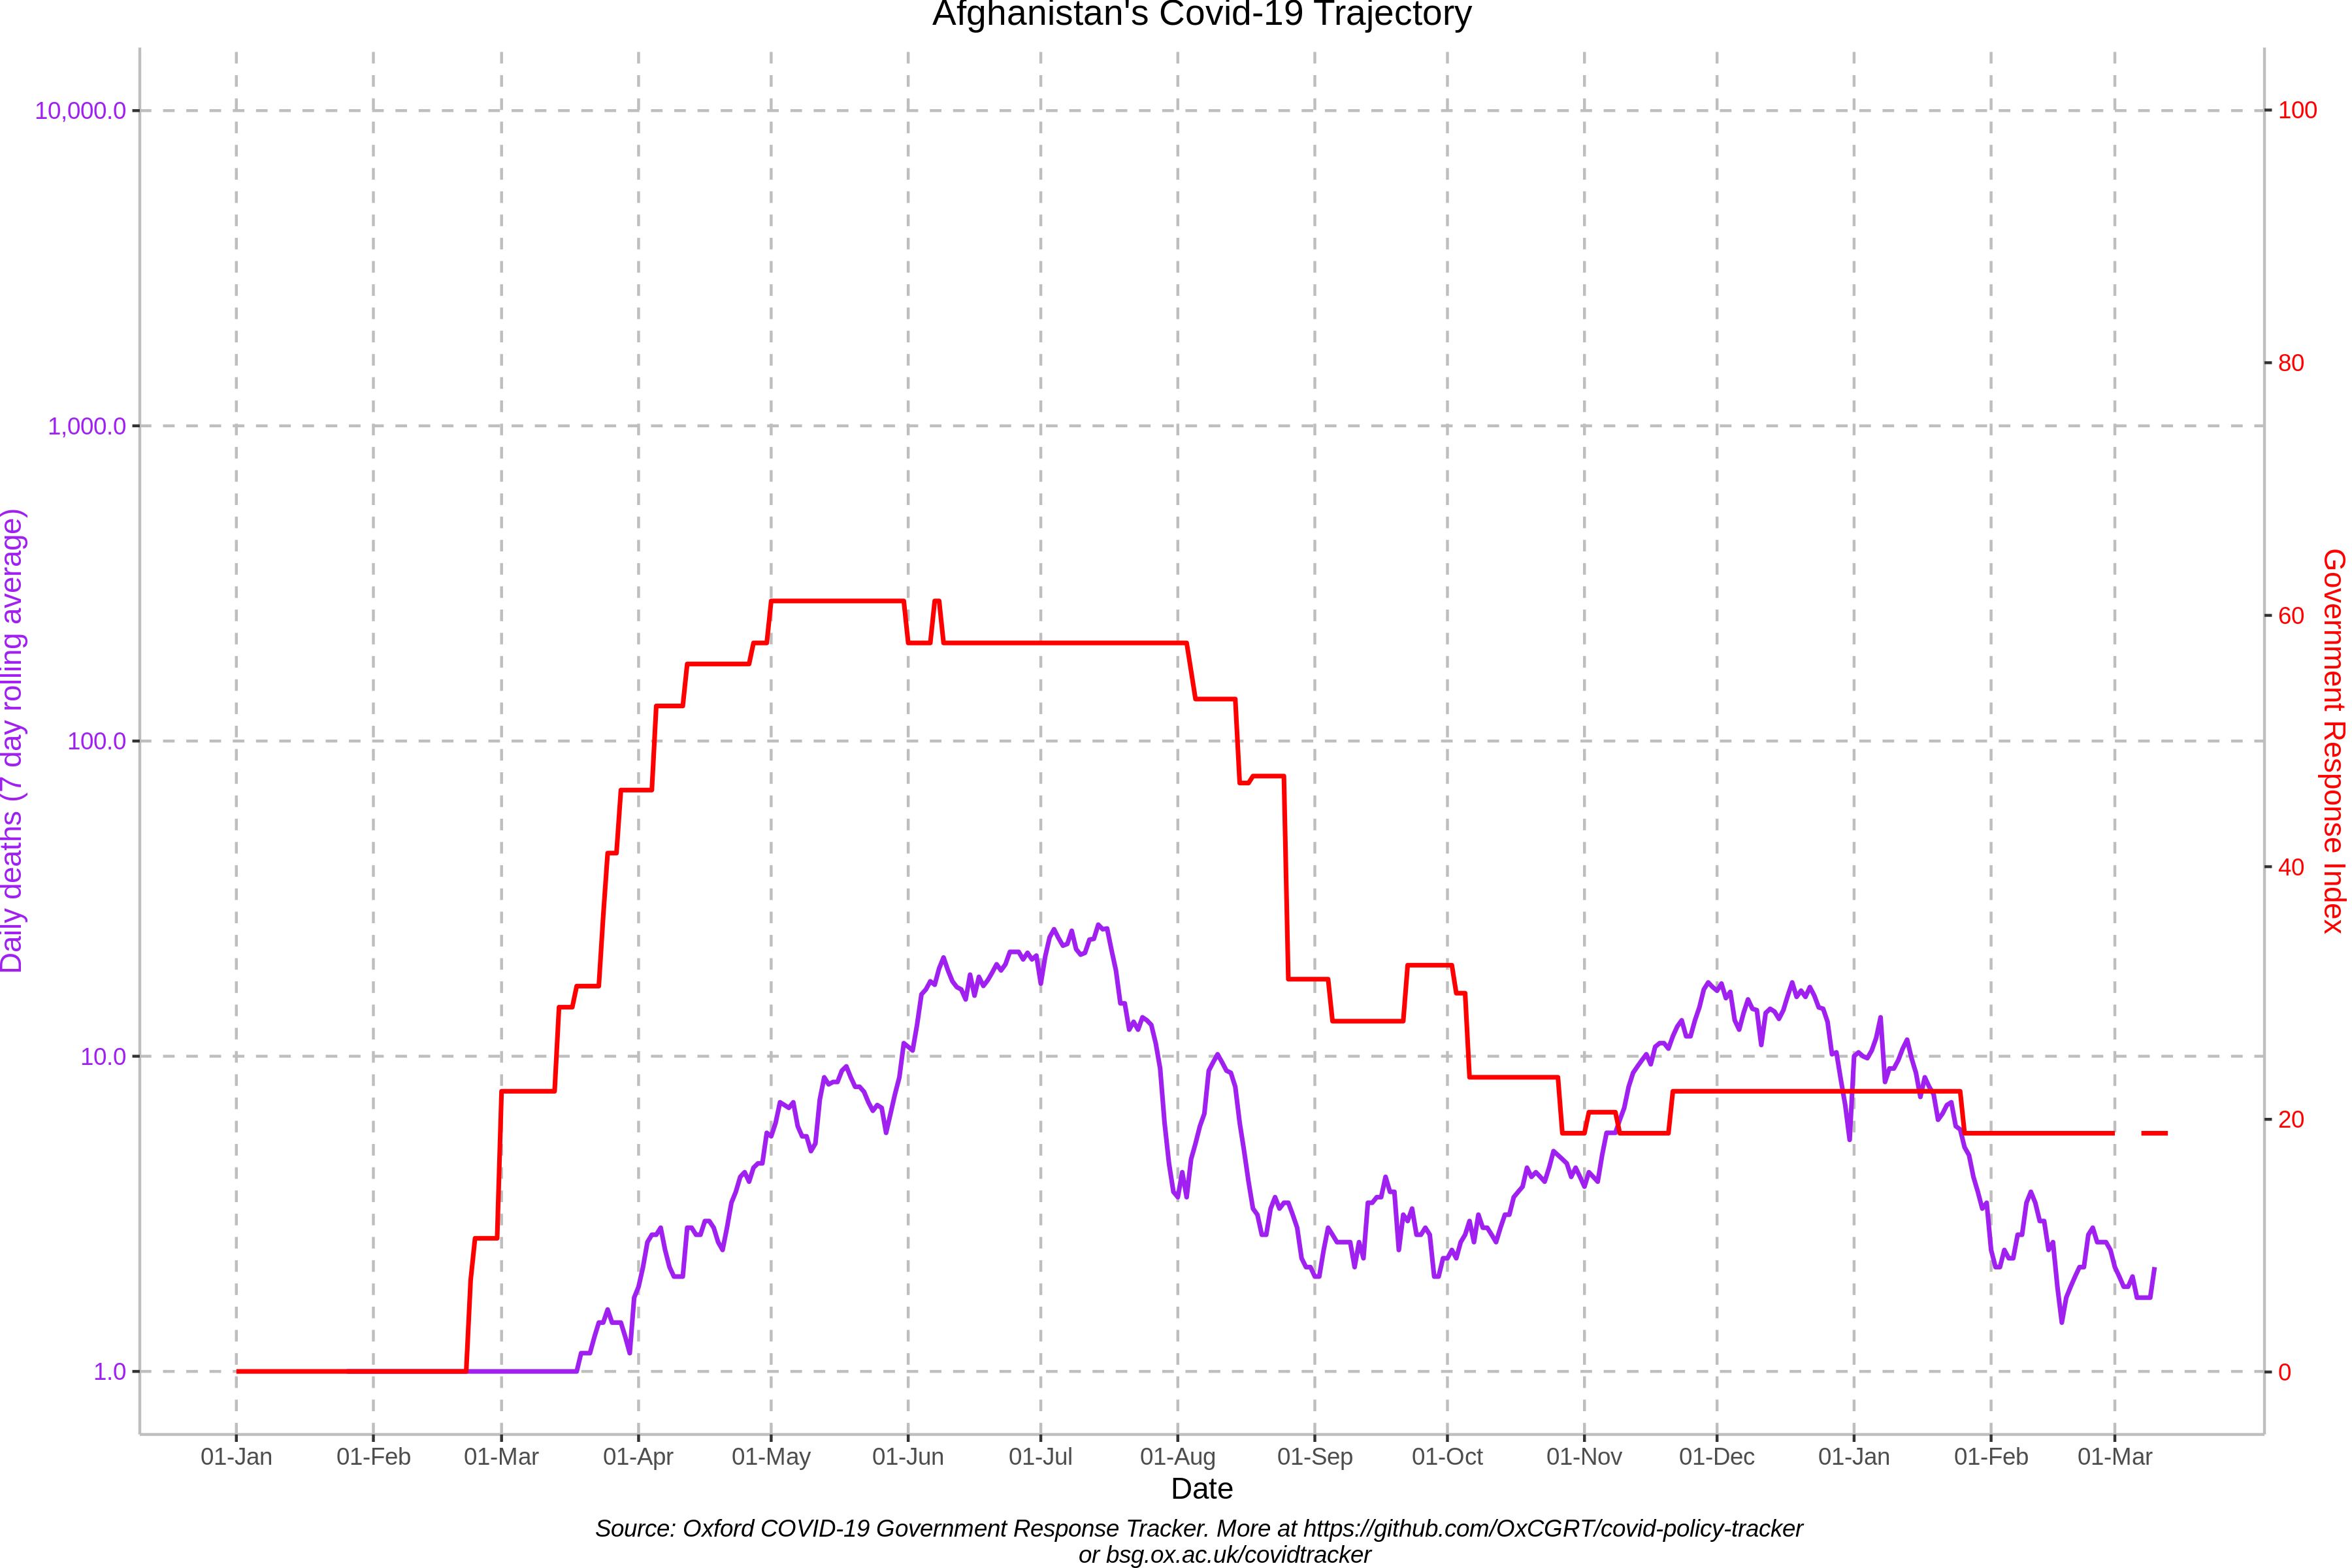 Afghanistan's Covid-19 Trajectory
10,000.0
1,000.0
100.0
10.0
1.0
Daily deaths (7 day rolling average)
100
80
60
40
20
0
Government Response Index
01-Jan 01-Feb 01-Mar 01-Apr 01-May 01-Jun 01-Jul 01-Aug 01-Sep 01-Oct 01-Nov 01-Dec 01-Jan 01-Feb 01-Mar
Date
Source: Oxford COVID-19 Government Response Tracker. More at https://github.com/OxCGRT/covid-policy-tracker
or bsg.ox.ac.uk/covidtracker